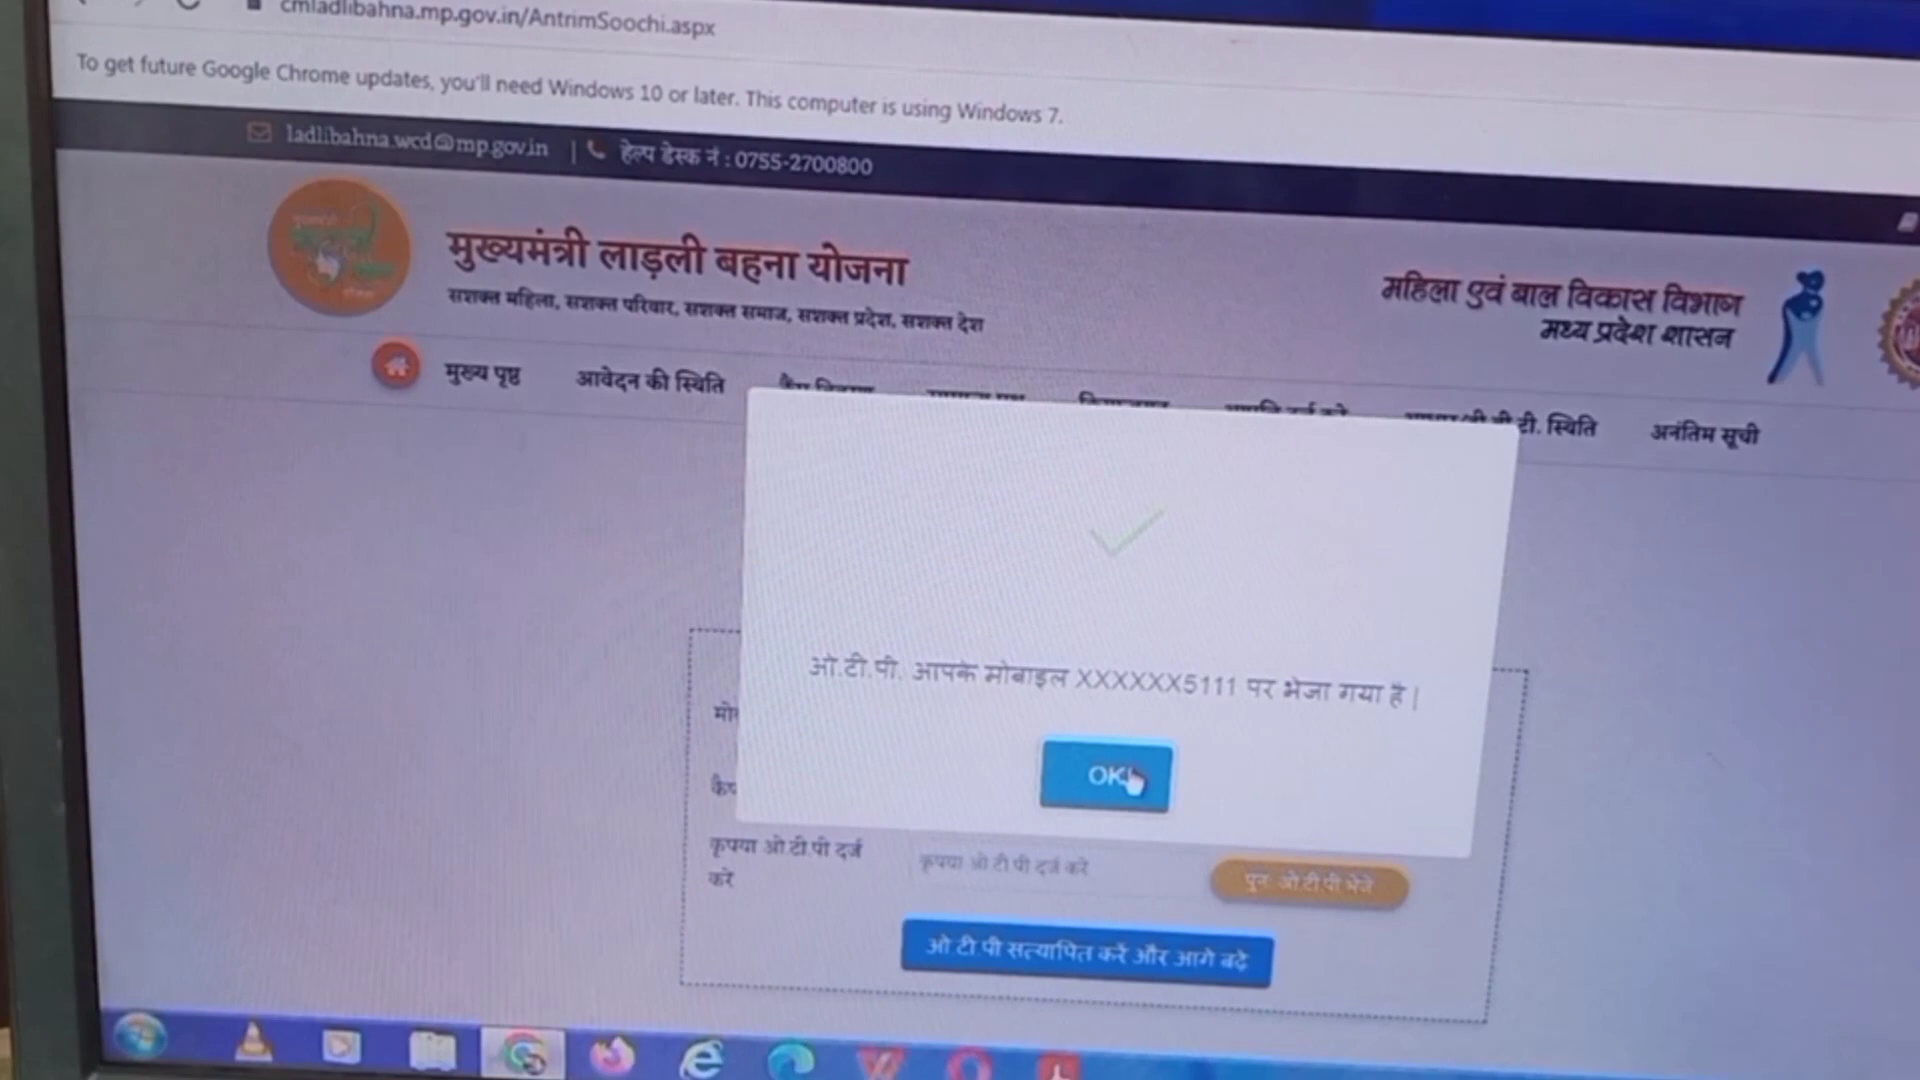 cmladlibahna.mp.gov.in/AntrimSoochi.aspx
To get future Google Chrome updates, you'll need Windows 10 or later. This computer is using Windows 7.
ladlibahna.wcd@mp.gov.in | हेल्प डेस्क नं : 0755-2700800
मुख्यमंत्री लाड़ली बहना योजना
सशक्त महिला, सशक्त परिवार, सशक्त समाज, सशक्त प्रदेश, सशक्त देश
महिला एवं बाल विकास विभाग
मध्य प्रदेश शासन
मुख्य पृष्ठ आवेदन की स्थिति स्थिति अनंतिम सूची
ओ.टी.पी. आपके मोबाइल XXXXXX5111 पर भेजा गया है |
OK
कृपया ओ.टी.पी दर्ज करें
कृपया ओ.टी.पी दर्ज करें
पुनः ओ.टी.पी भेजें
ओ.टी.पी सत्यापित करें और आगे बढ़े